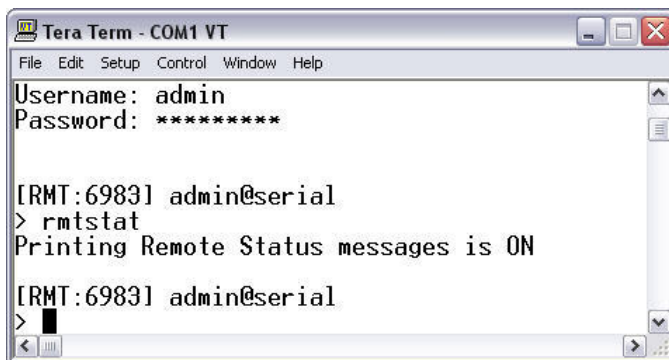 Tera Term - COM1 VT
File Edit Setup Control Window Help
Username: admin
Password: *********
[RMT:6983] admin@serial
> rmtstat
Printing Remote Status messages is ON
[RMT:6983] admin@serial
>